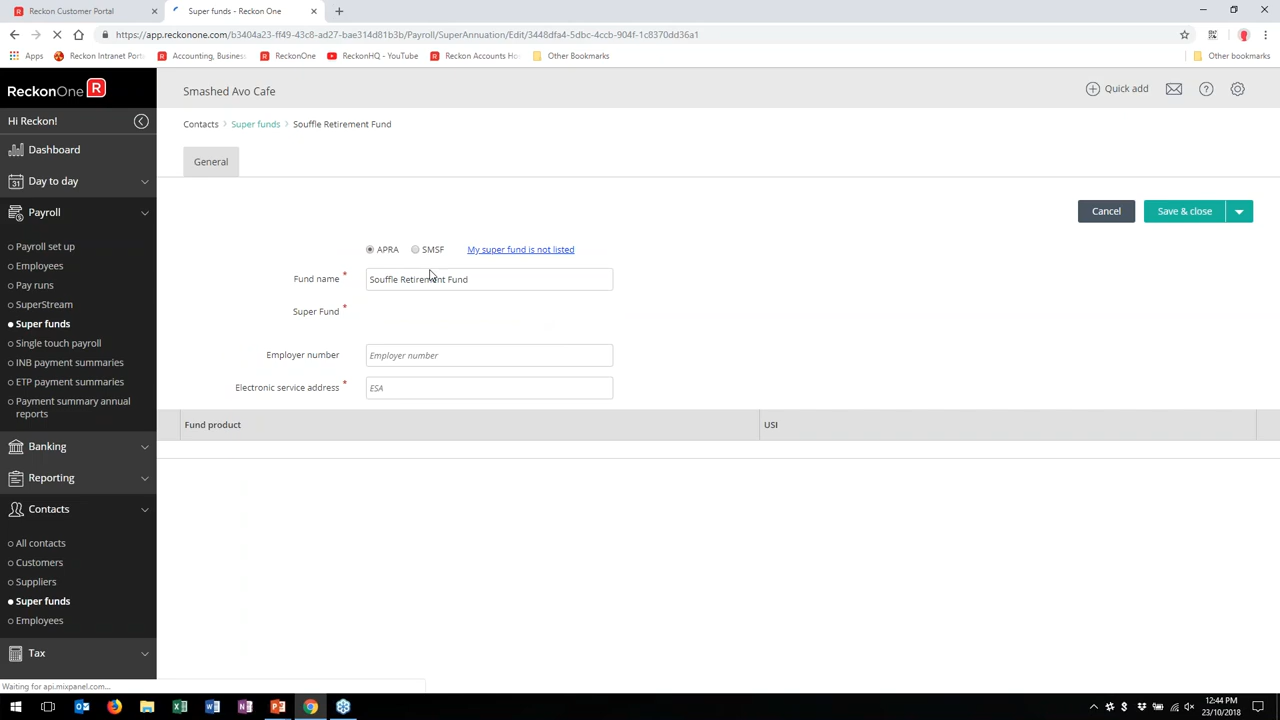 Reckon Customer Portal
Super funds - Reckon One
https://app.reckonone.com/b3404a23-ff49-43c8-ad27-bae314d81b3b/Payroll/SuperAnnuation/Edit/3448dfa4-5dbc-4ccb-904f-1c8370dd36a1
Apps
Reckon Intranet Port
Accounting, Busines
ReckonOne
ReckonHQ - YouTube
Reckon Accounts Ho
Other Bookmarks
Other bookmarks
ReckonOne R
Smashed Avo Cafe
Quick add
Hi Reckon!
Contacts > Super funds > Souffle Retirement Fund
Dashboard
General
31 Day to day
Payroll
Cancel
Save & close
Payroll set up
Employees
Pay runs
SuperStream
Super funds
Single touch payroll
INB payment summaries
ETP payment summaries
Payment summary annual
reports
APRA
SMSF
My super fund is not listed
Fund name *
Souffle Retirement Fund
Super Fund *
Employer number
Employer number
Electronic service address *
ESA
Fund product
USI
Banking
Reporting
Contacts
All contacts
Customers
Suppliers
Super funds
Employees
Tax
Waiting for api.mixpanel.com...
12:44 PM
23/10/2018